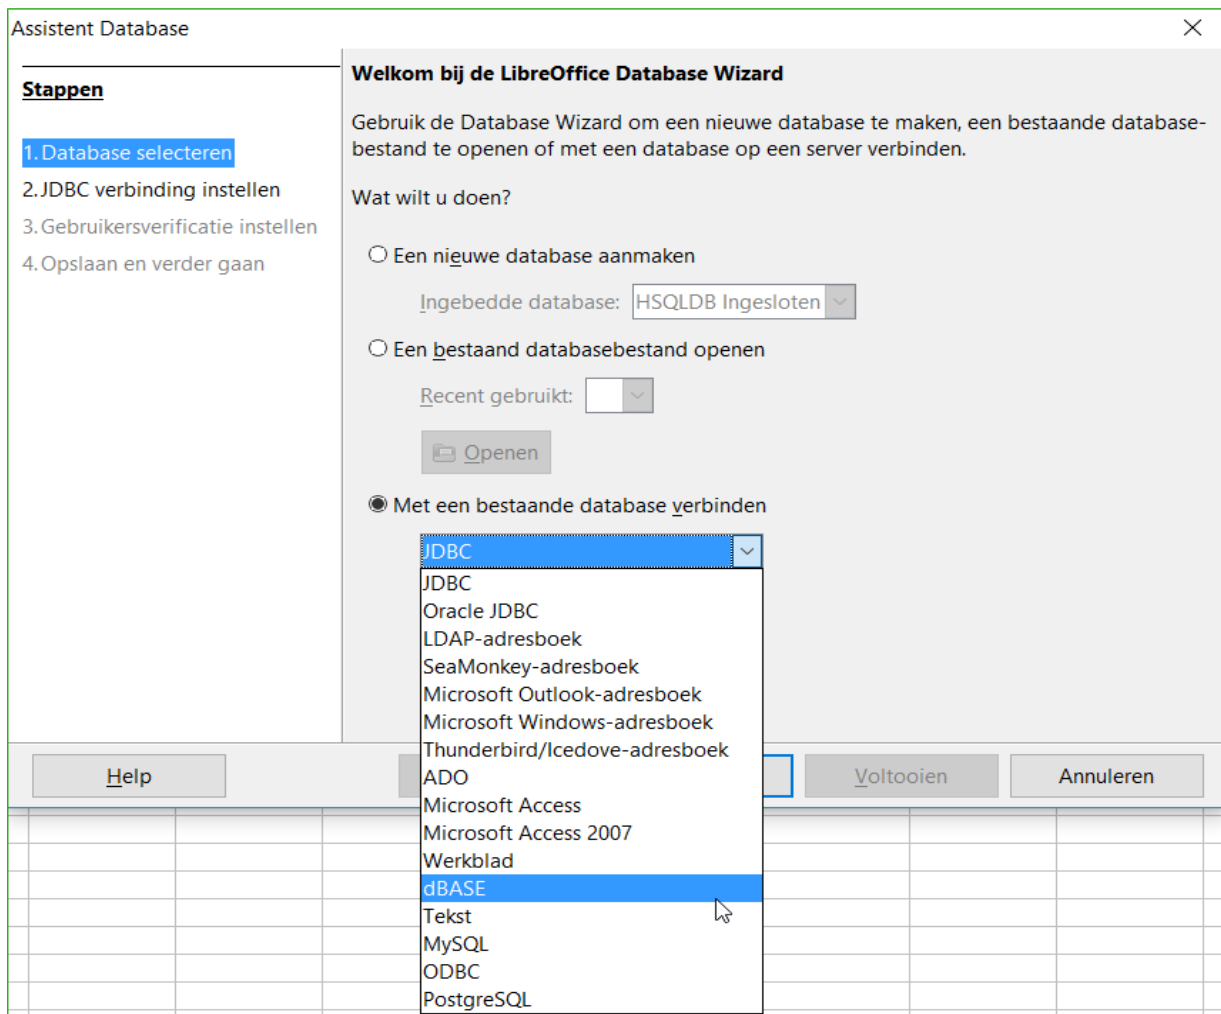 Assistent Database
Stappen
1. Database selecteren
2. JDBC verbinding instellen
3. Gebruikersverificatie instellen
4. Opslaan en verder gaan
Welkom bij de LibreOffice Database Wizard
Gebruik de Database Wizard om een nieuwe database te maken, een bestaande database-
bestand te openen of met een database op een server verbinden.
Wat wilt u doen?
Een nieuwe database aanmaken
Ingebedde database: HSQLDB Ingesloten
Een bestaand databasebestand openen
Recent gebruikt:
Openen
Met een bestaande database verbinden
JDBC
JDBC
Oracle JDBC
LDAP-adresboek
SeaMonkey-adresboek
Microsoft Outlook-adresboek
Microsoft Windows-adresboek
Thunderbird/Icedove-adresboek
ADO
Microsoft Access
Microsoft Access 2007
Werkblad
dBASE
Tekst
MySQL
ODBC
PostgreSQL
Help
Voltooien
Annuleren